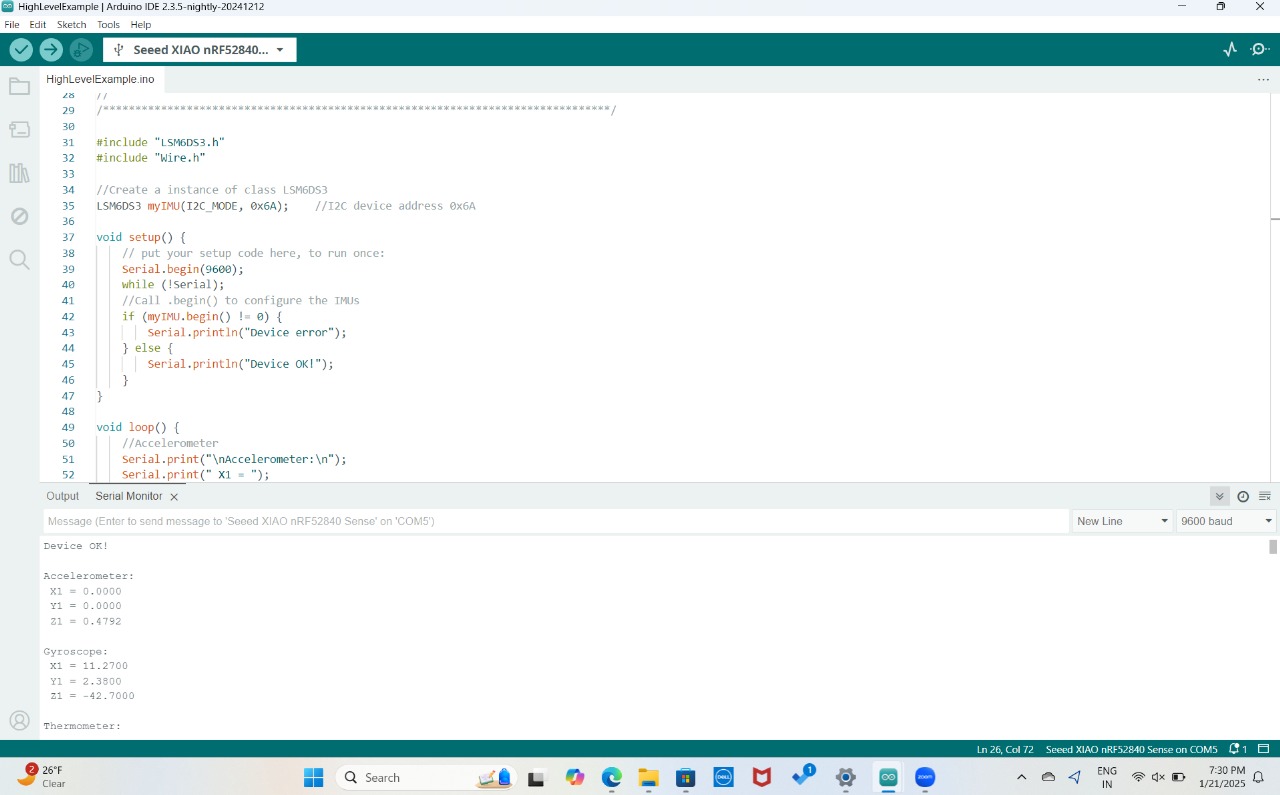 HighLevelExample | Arduino IDE 2.3.5-nightly-20241212
File Edit Sketch Tools Help
Seeed XIAO nRF52840...
HighLevelExample.ino
28 //
29 /******************************************************************************/
30
31 #include "LSM6DS3.h"
32 #include "Wire.h"
33
34 //Create a instance of class LSM6DS3
35 LSM6DS3 myIMU(I2C_MODE, 0x6A);    //I2C device address 0x6A
36
37 void setup() {
38 // put your setup code here, to run once:
39 Serial.begin(9600);
40 while (!Serial);
41 //Call .begin() to configure the IMUs
42 if (myIMU.begin() != 0) {
43 Serial.println("Device error");
44 } else {
45 Serial.println("Device OK!");
46 }
47 }
48
49 void loop() {
50 //Accelerometer
51 Serial.print("\nAccelerometer:\n");
52 Serial.print(" X1 = ");
Output Serial Monitor
Message (Enter to send message to 'Seeed XIAO nRF52840 Sense' on 'COM5') New Line 9600 baud
Device OK!
Accelerometer:
X1 = 0.0000
Y1 = 0.0000
Z1 = 0.4792
Gyroscope:
X1 = 11.2700
Y1 = 2.3800
Z1 = -42.7000
Thermometer:
Ln 26, Col 72 Seeed XIAO nRF52840 Sense on COM5 1
2 26°F
Clear
Search
DELL
1
zoom
ENG
IN
7:30 PM
1/21/2025